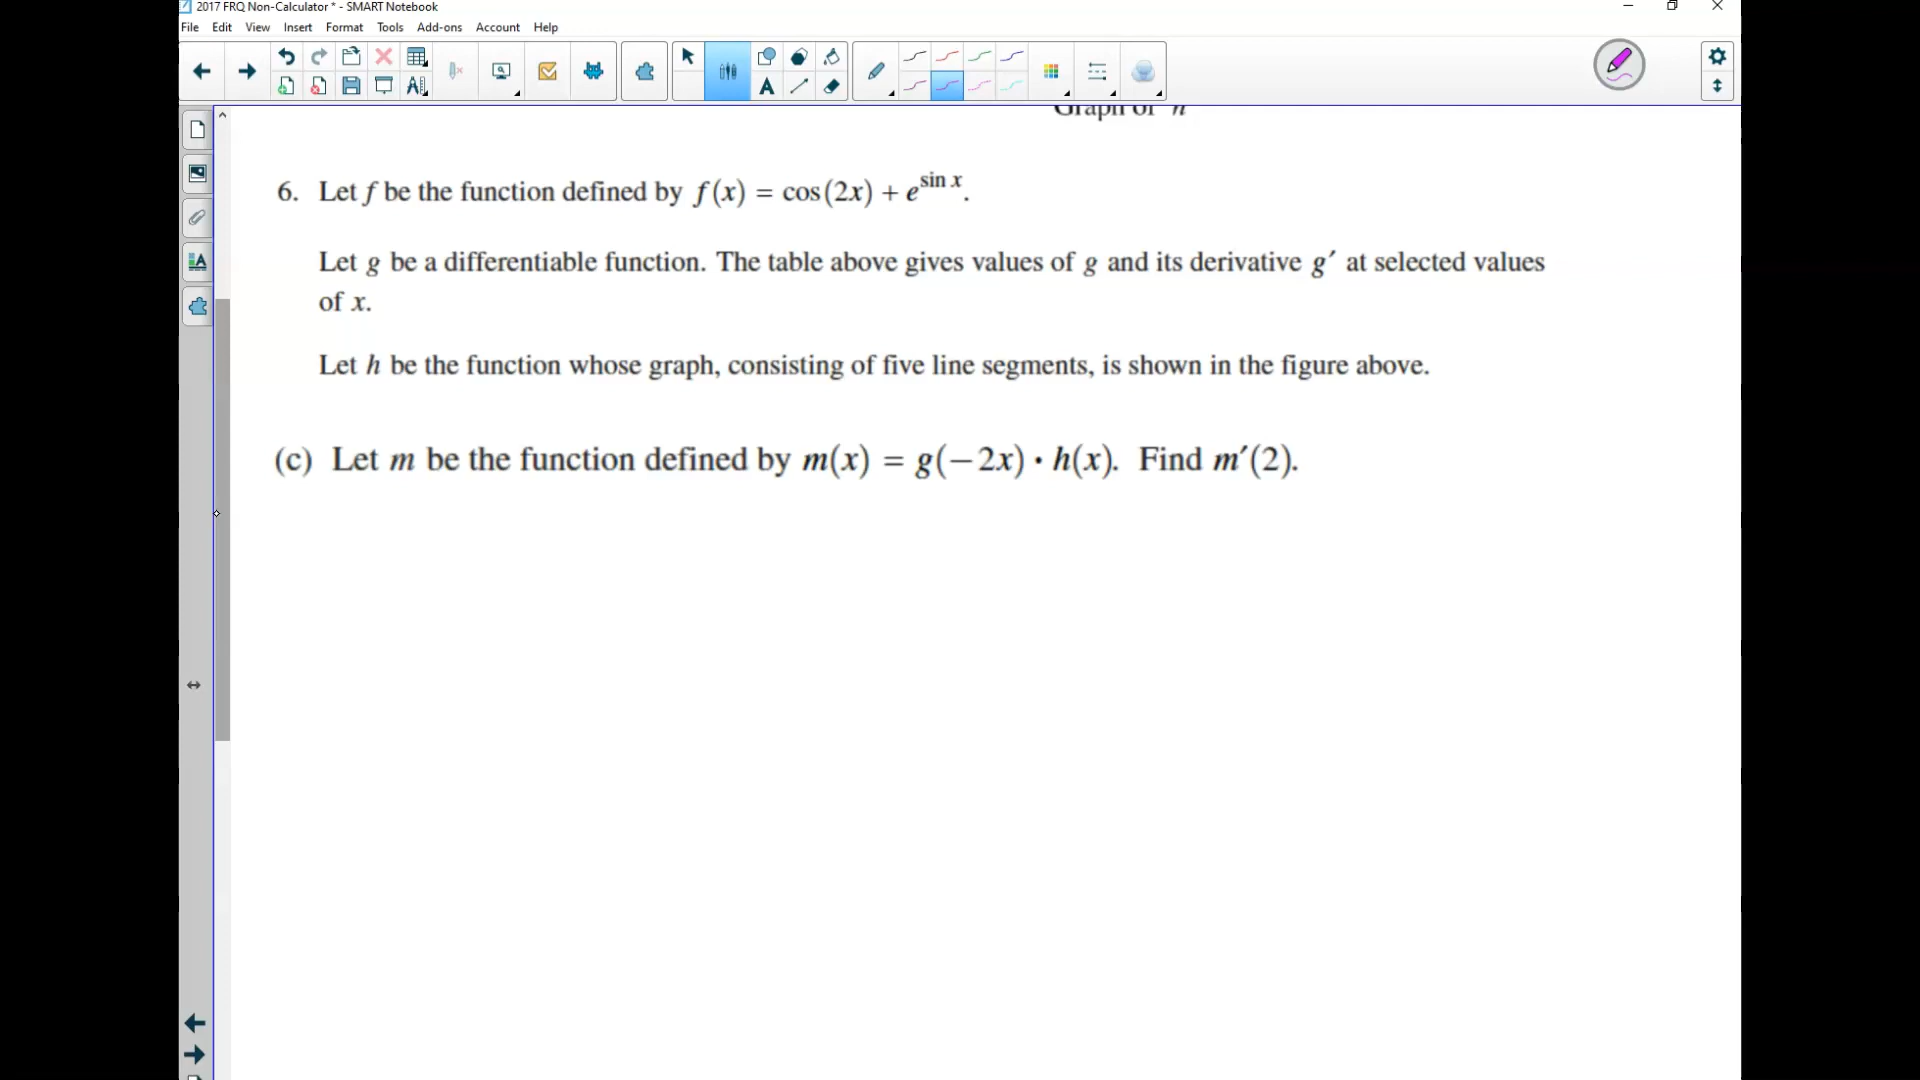 2017 FRQ Non-Calculator * - SMART Notebook
File Edit View Insert Format Tools Add-ons Account Help
Graph of h
6. Let f be the function defined by f(x) = cos(2x) + e^{sin x}.
Let g be a differentiable function. The table above gives values of g and its derivative g′ at selected values
of x.
Let h be the function whose graph, consisting of five line segments, is shown in the figure above.
(c) Let m be the function defined by m(x) = g(−2x) · h(x). Find m′(2).